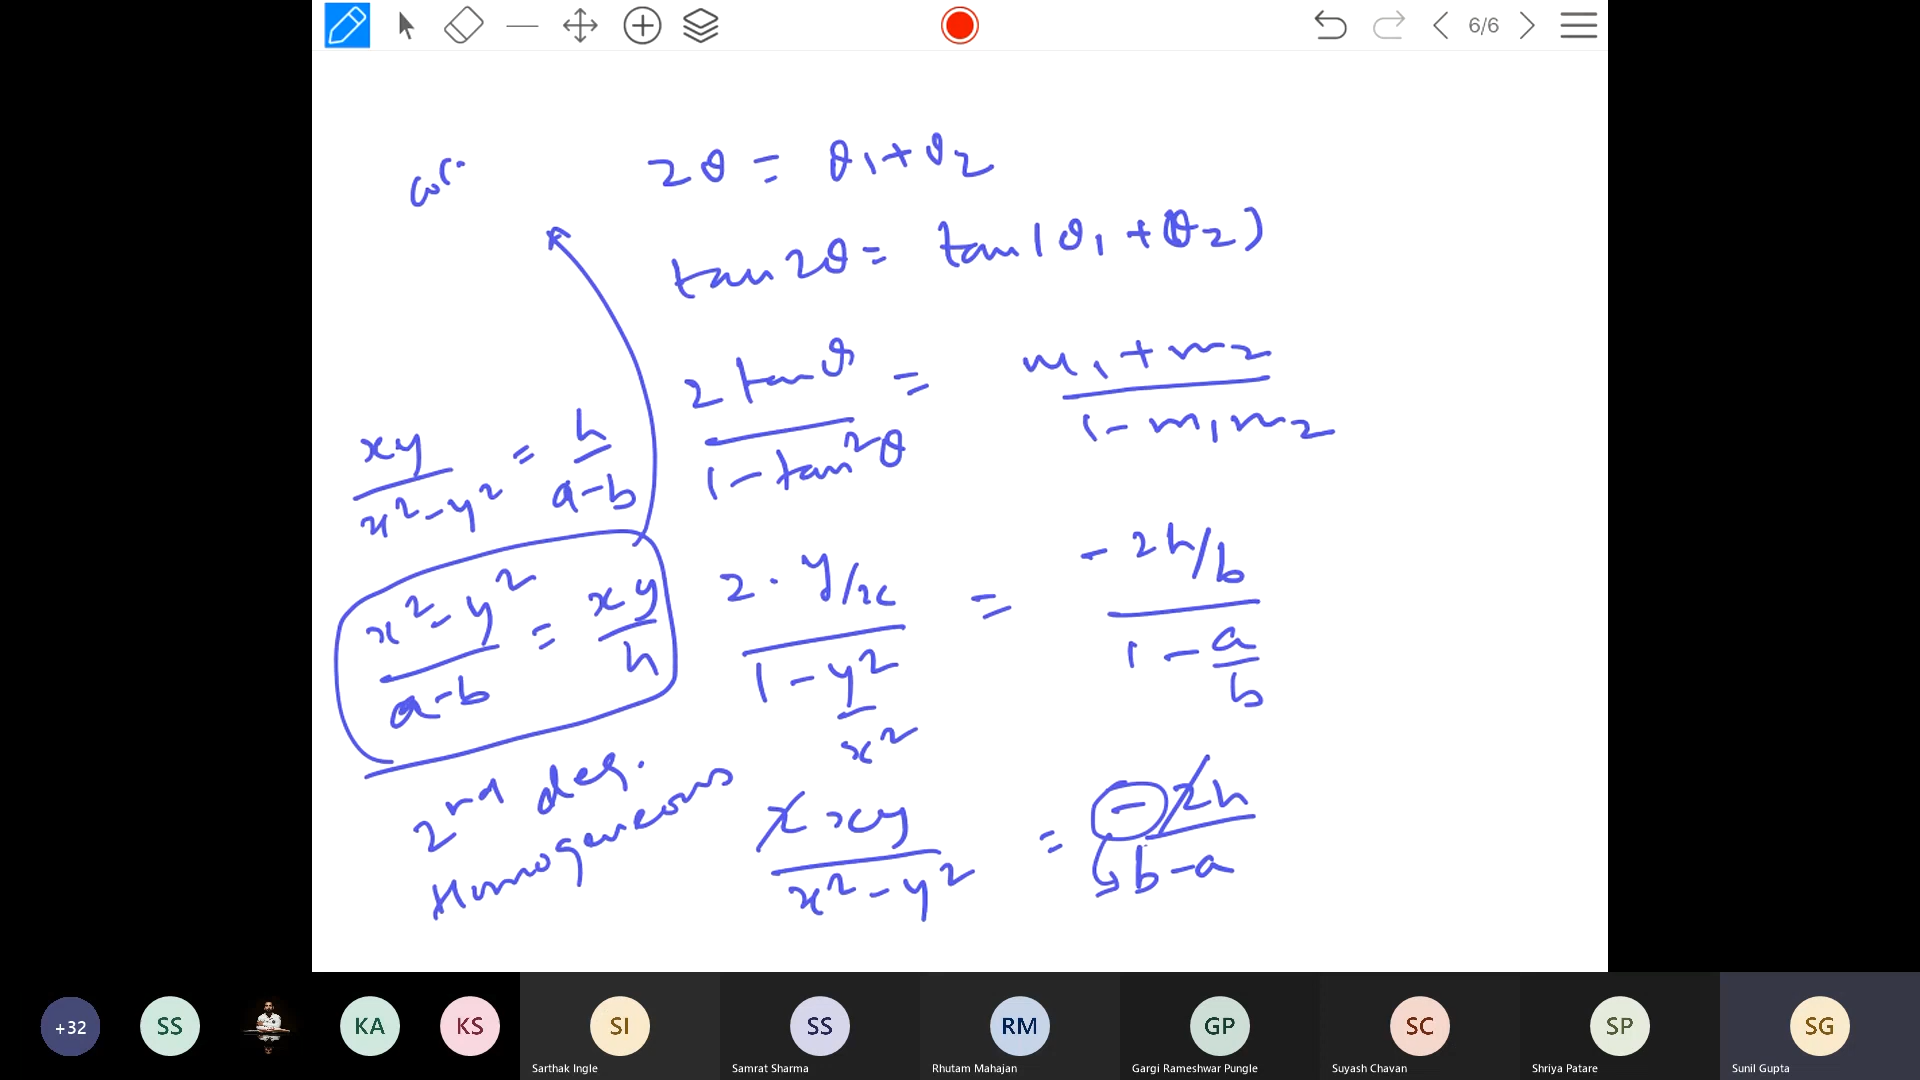 6/6
cor.
2θ = θ1+θ2
tan 2θ = tan(θ1+θ2)
2 tanθ / 1-tan²θ = m1+m2 / 1-m1m2
xy / x²-y² = h / a-b
x²-y² / a-b = xy / h
2nd deg.
Homogeneous
2·y/x / 1-y²/x² = -2h/b / 1-a/b
2xy / x²-y² = -2h / b-a
+32
SS
KA
KS
SI
SS
RM
GP
SC
SP
SG
Sarthak Ingle
Samrat Sharma
Rhutam Mahajan
Gargi Rameshwar Pungle
Suyash Chavan
Shriya Patare
Sunil Gupta